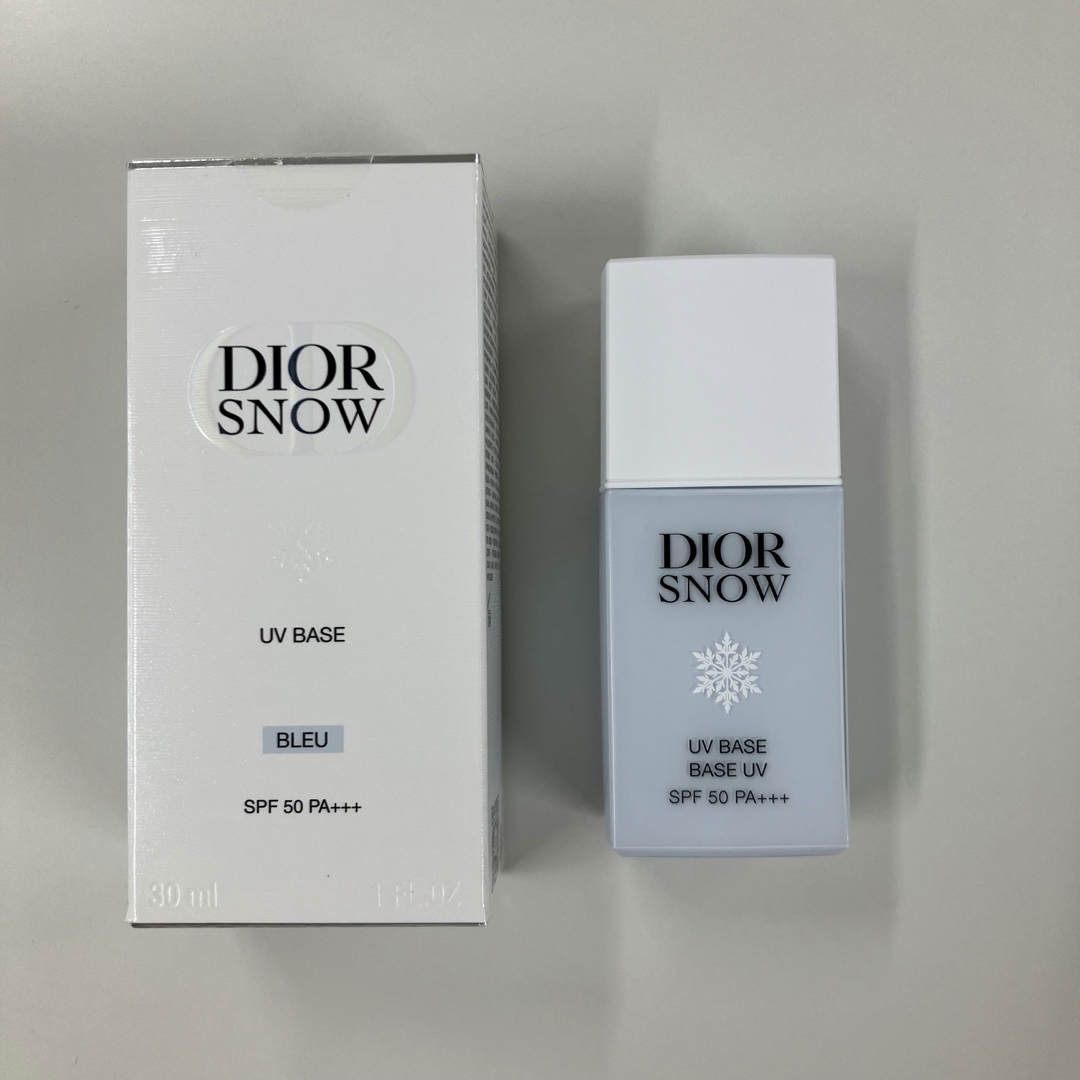 DIOR
SNOW
UV BASE
BLEU
SPF 50 PA+++
30 ml 1 FL.OZ
DIOR
SNOW
UV BASE
BASE UV
SPF 50 PA+++